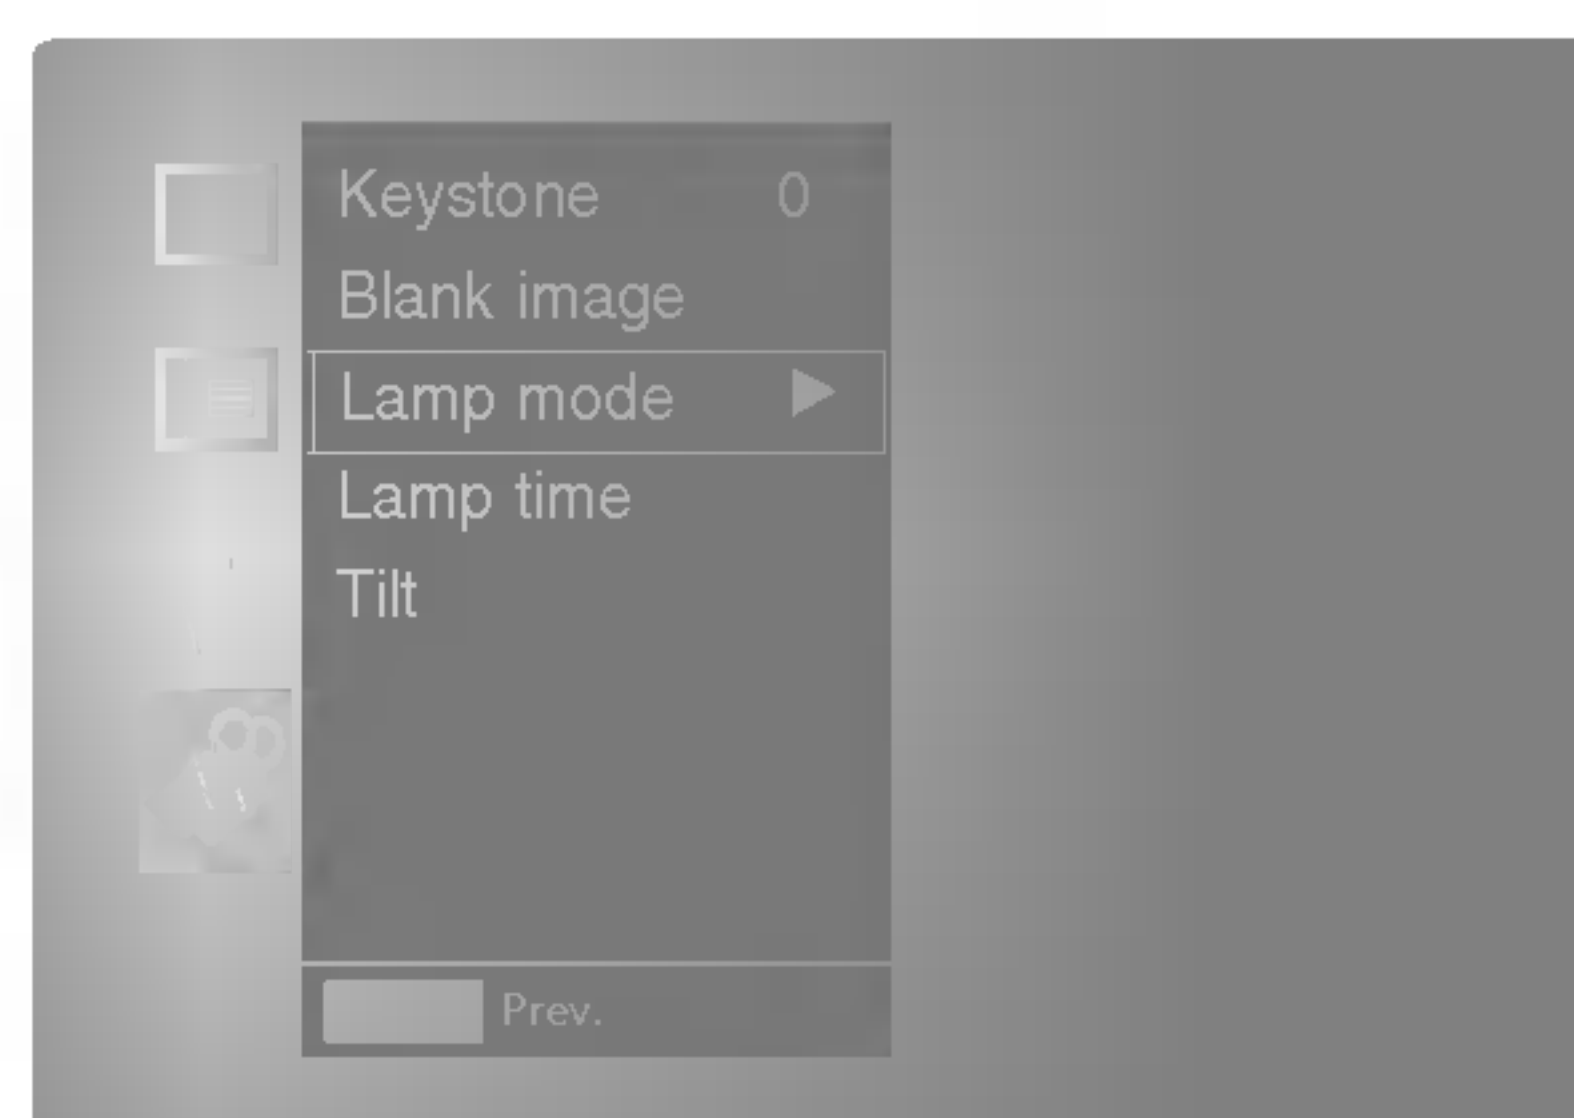 Keystone 0
Blank image
Lamp mode ▶
Lamp time
Tilt
Prev.